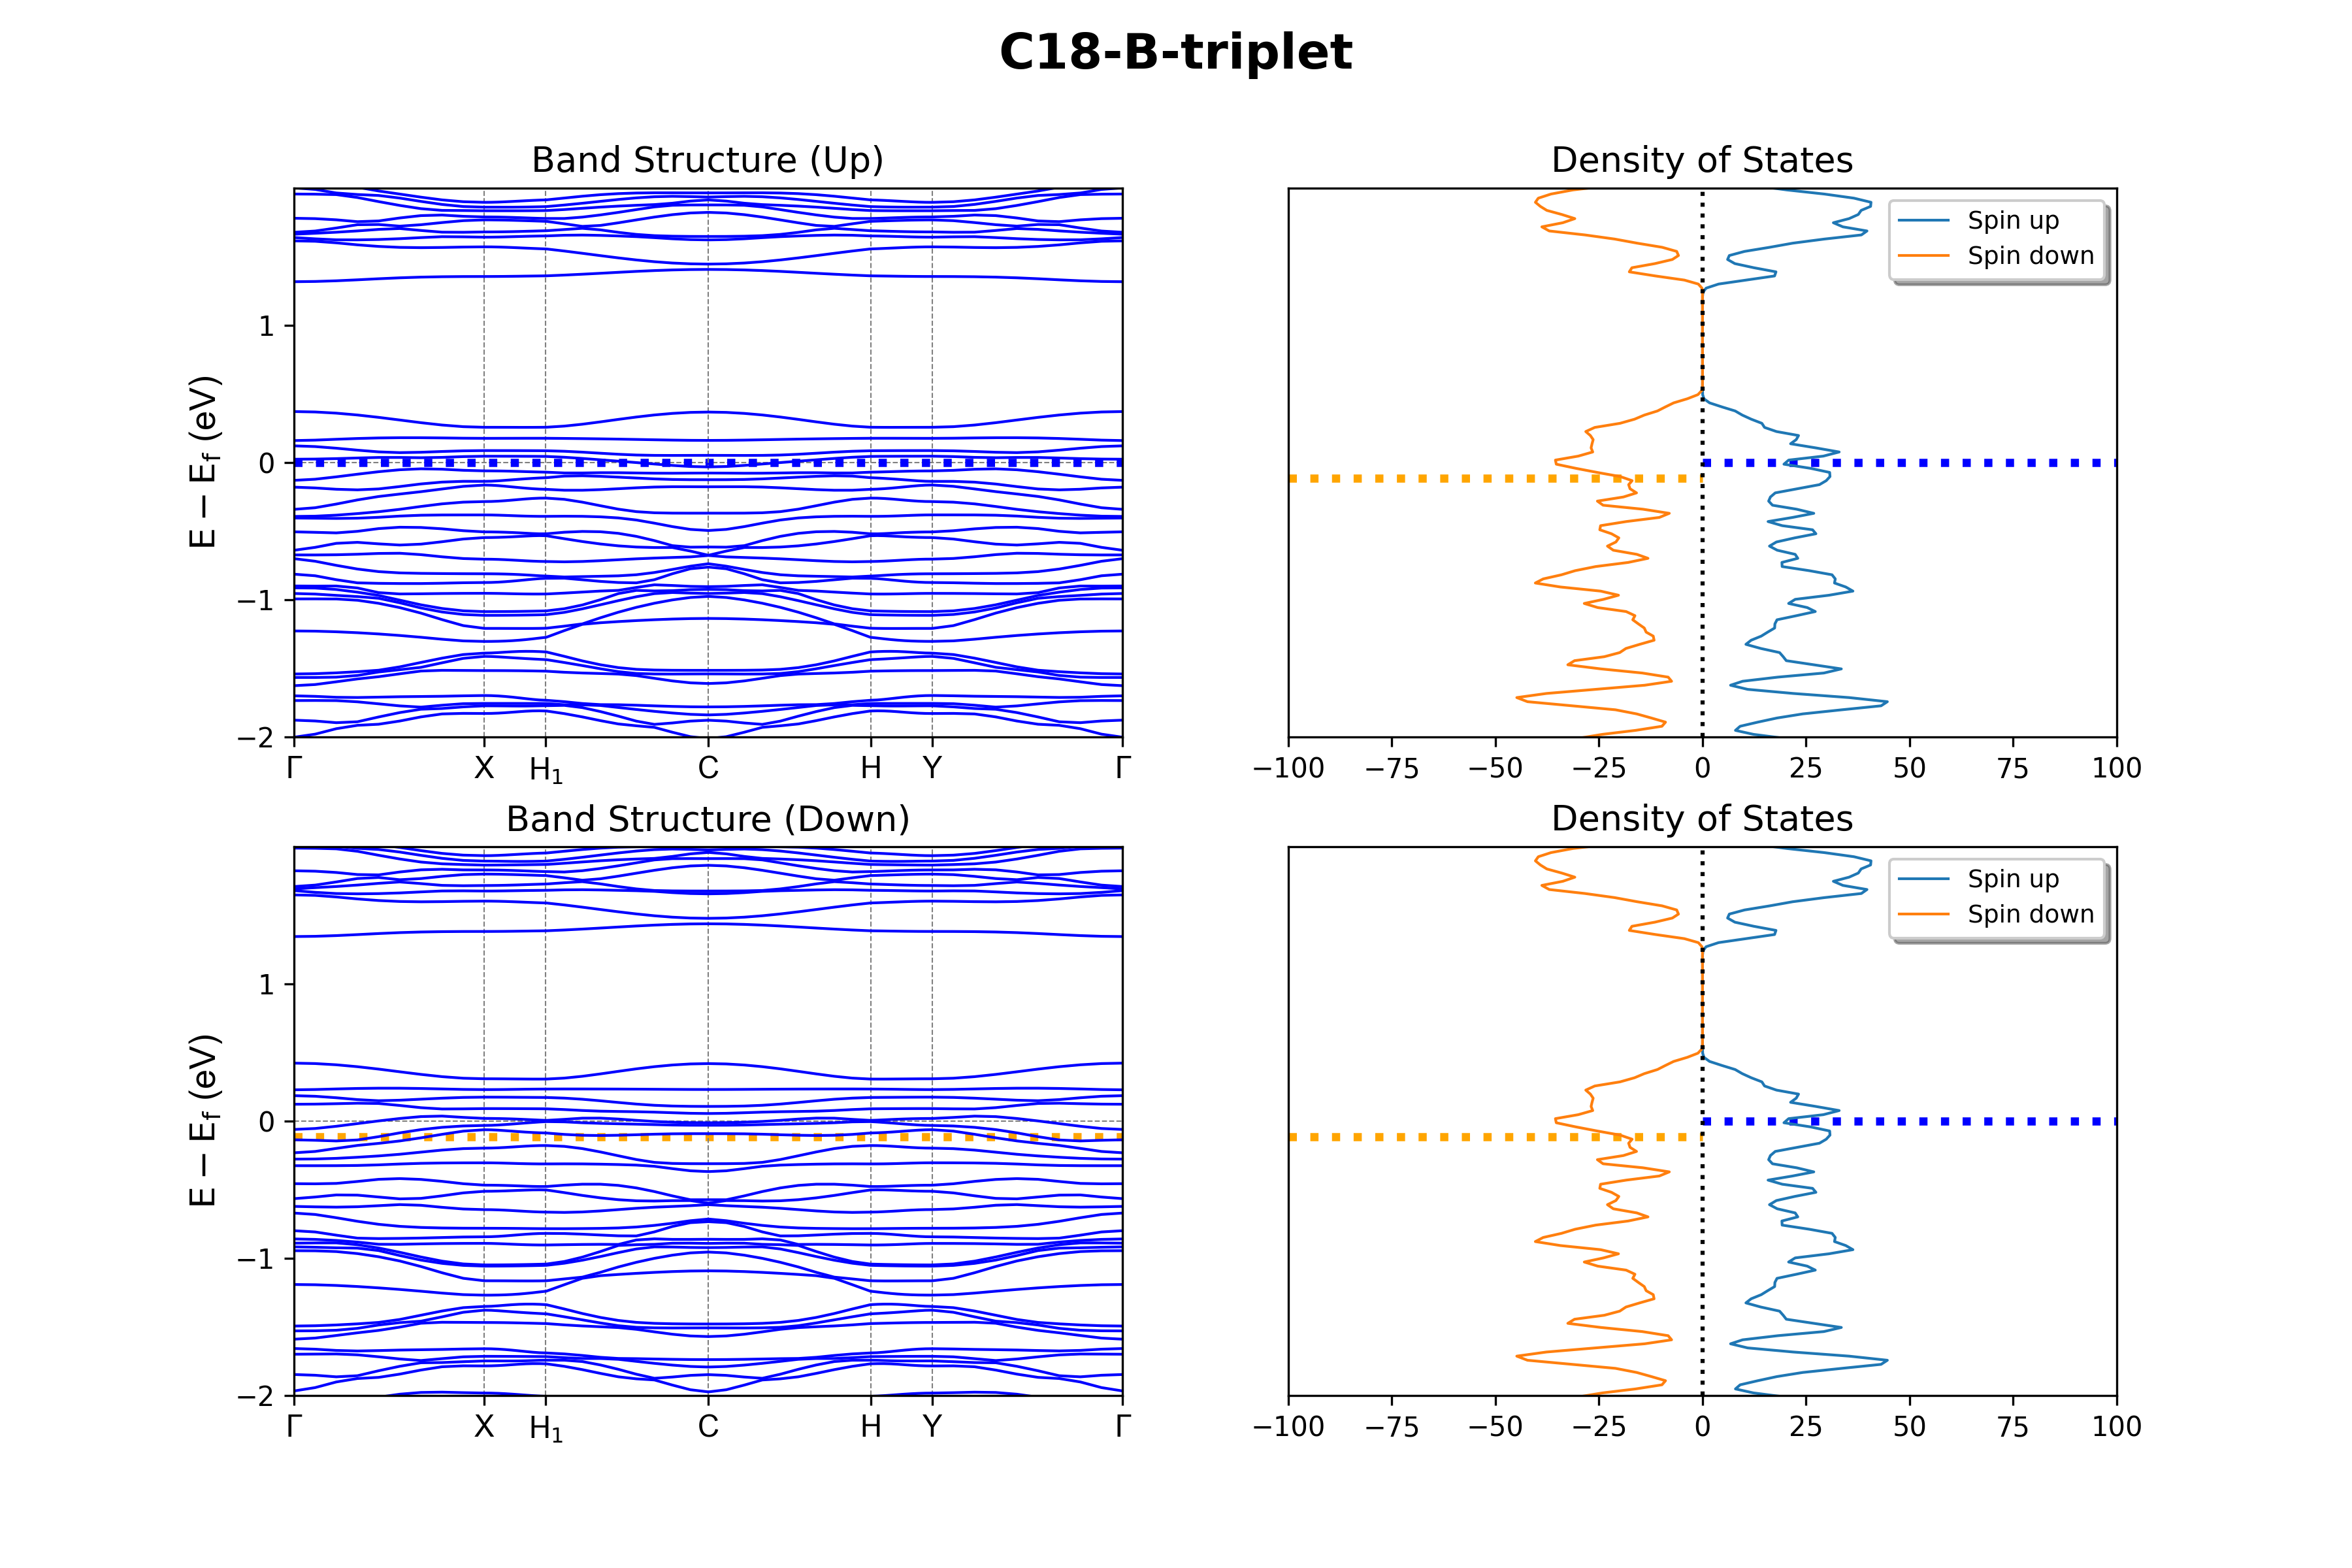 C18-B-triplet
Band Structure (Up)
E − E_f (eV)
1
0
−1
−2
Γ X H₁ C H Y Γ
Density of States
Spin up
Spin down
−100 −75 −50 −25 0 25 50 75 100
Band Structure (Down)
E − E_f (eV)
1
0
−1
−2
Γ X H₁ C H Y Γ
Density of States
Spin up
Spin down
−100 −75 −50 −25 0 25 50 75 100